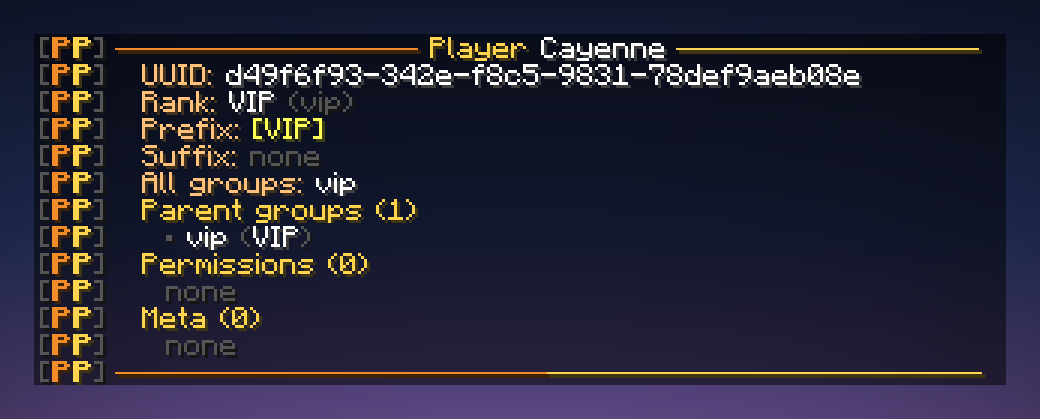 [PP] Player Cayenne
[PP] UUID: d49f6f93-342e-f8c5-9831-78def9aeb08e
[PP] Rank: VIP (vip)
[PP] Prefix: [VIP]
[PP] Suffix: none
[PP] All groups: vip
[PP] Parent groups (1)
[PP] · vip (VIP)
[PP] Permissions (0)
[PP] none
[PP] Meta (0)
[PP] none
[PP]